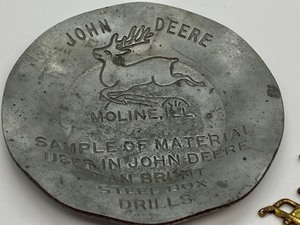 JOHN DEERE
MOLINE, ILL.
SAMPLE OF MATERIAL
USED IN JOHN DEERE
VAN BRUNT
STEEL BOX
DRILLS